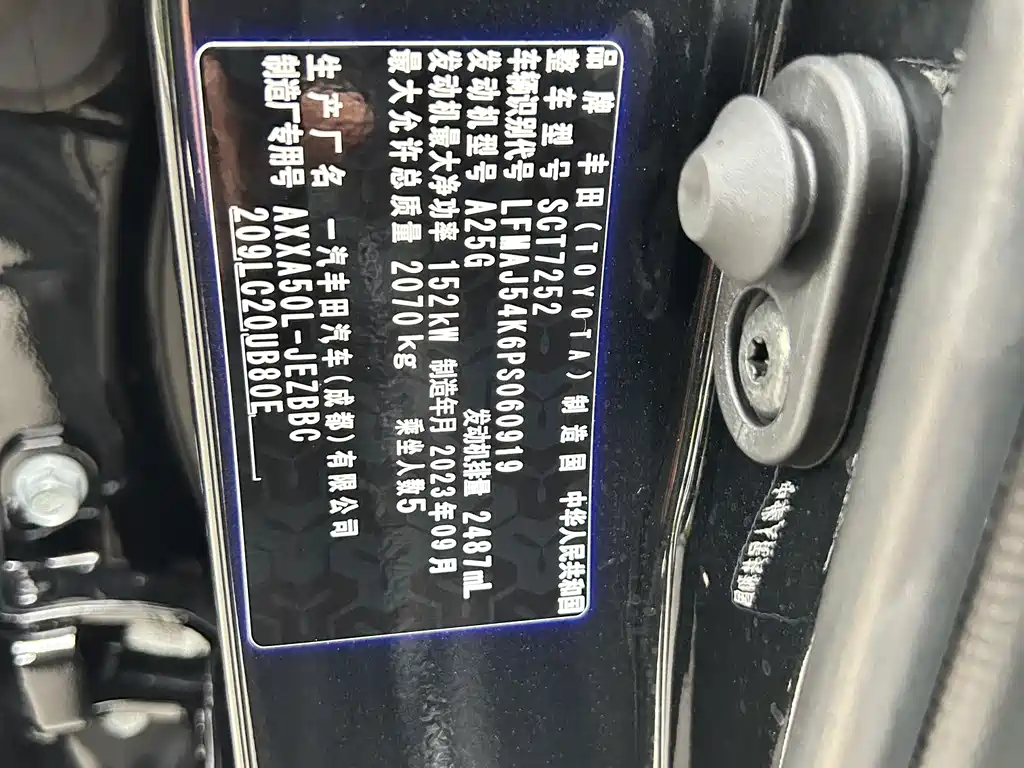 品牌 丰田(TOYOTA) 制造国 中华人民共和国
整车型号 SCT7252
车辆识别代号 LFMAJ54K6PS060919
发动机型号 A25G 发动机排量 2487mL
发动机最大净功率 152kW 制造年月 2023年09月
最大允许总质量 2070kg 乘坐人数5
生产厂名 一汽丰田汽车(成都)有限公司
制造厂专用号 AXXA50L-JEZBBC
209LC20UB80E